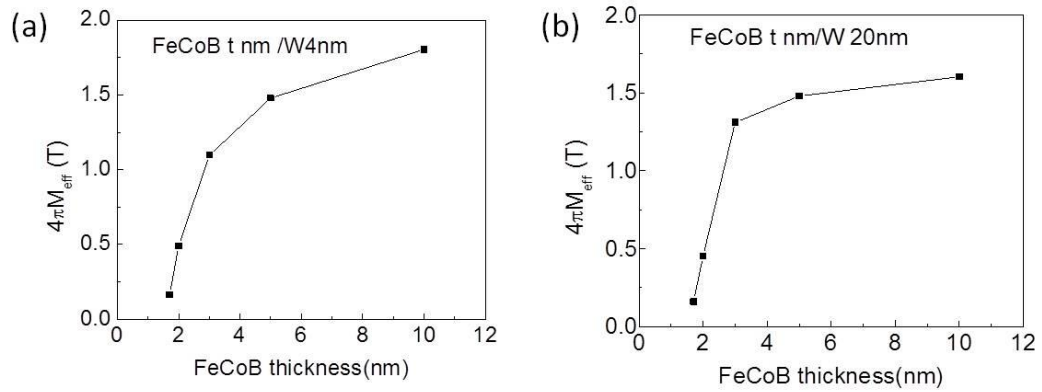 (a)
FeCoB t nm /W4nm
4πM_eff (T)
2.0
1.5
1.0
0.5
0.0
0 2 4 6 8 10 12
FeCoB thickness(nm)
(b)
FeCoB t nm/W 20nm
4πM_eff (T)
2.0
1.5
1.0
0.5
0.0
0 2 4 6 8 10 12
FeCoB thickness(nm)